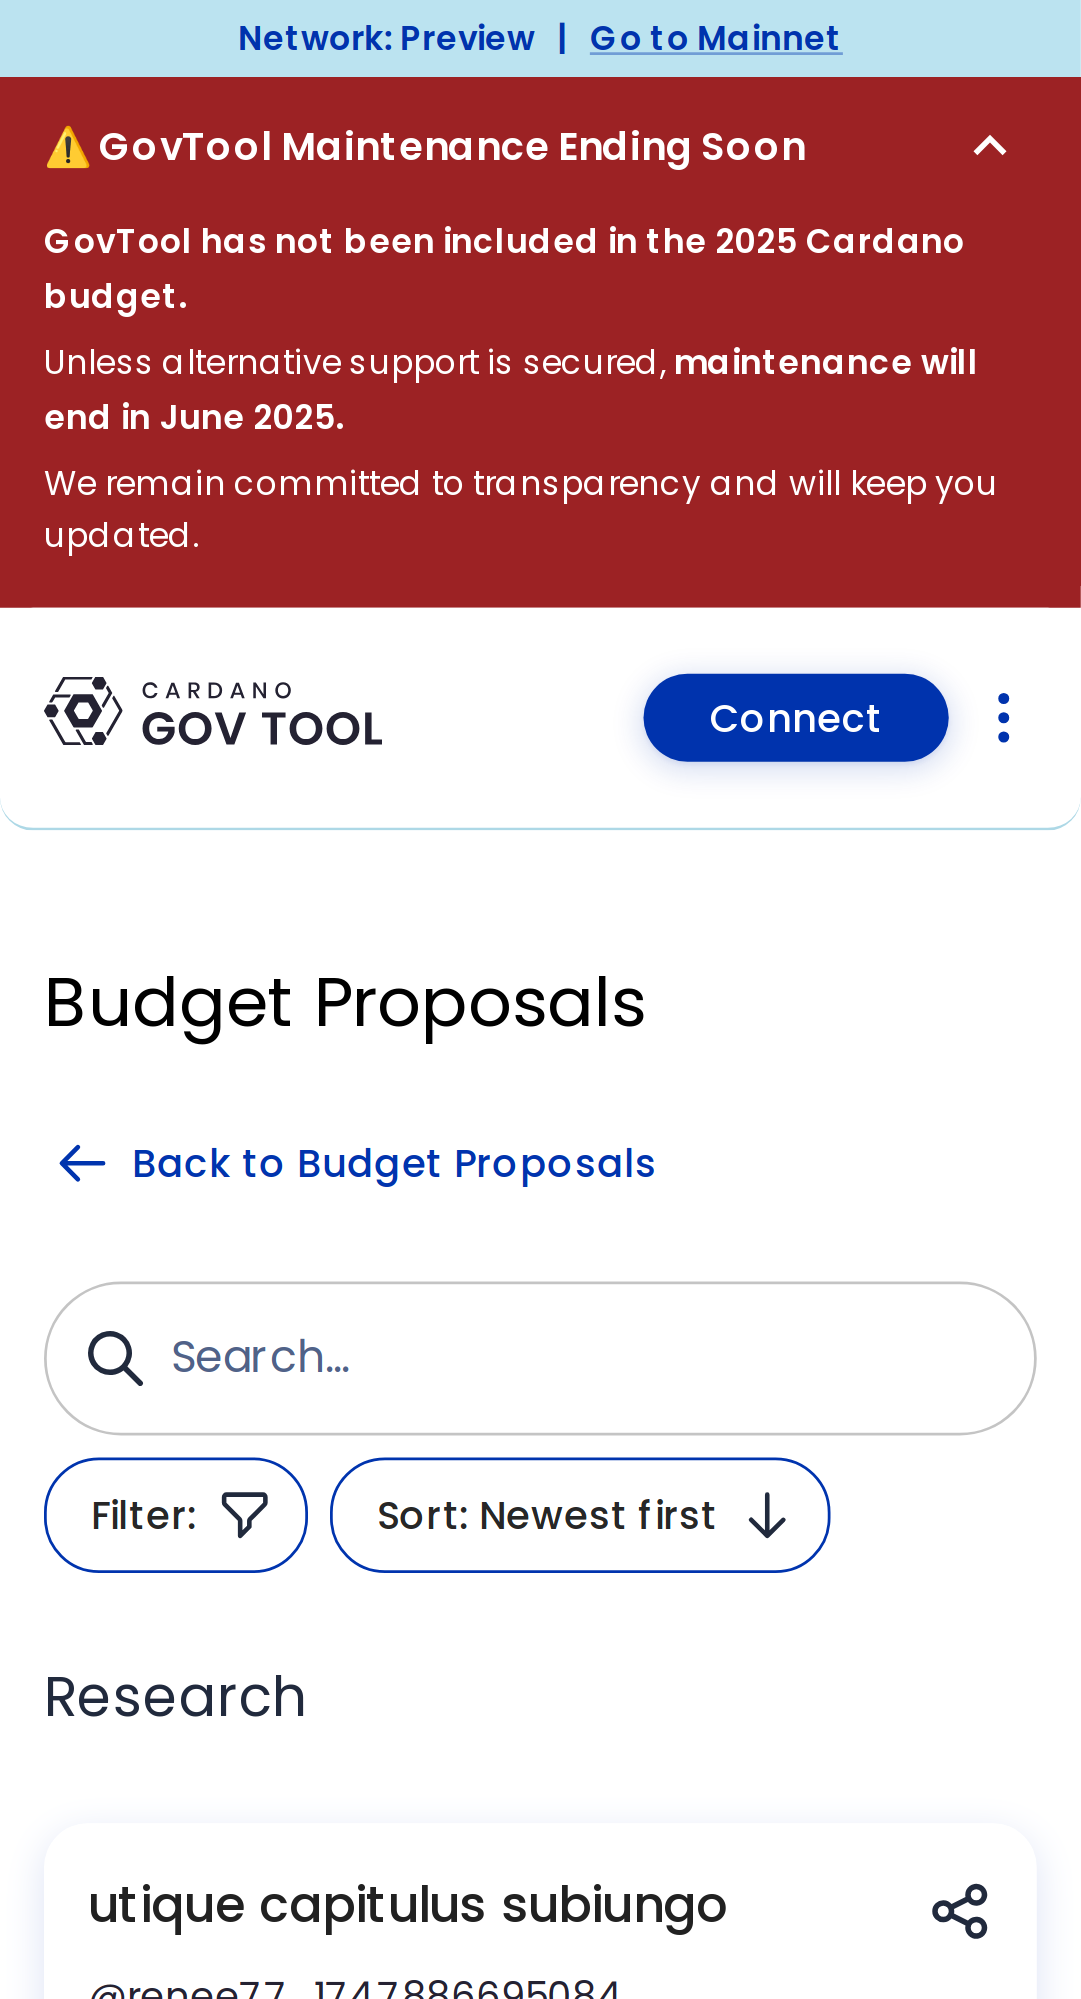 Network: Preview | Go to Mainnet
⚠️ GovTool Maintenance Ending Soon
GovTool has not been included in the 2025 Cardano
budget.
Unless alternative support is secured, maintenance will
end in June 2025.
We remain committed to transparency and will keep you
updated.
CARDANO
GOV TOOL
Connect
Budget Proposals
Back to Budget Proposals
Search...
Filter:
Sort: Newest first
Research
utique capitulus subiungo
@renee77_1747886695084